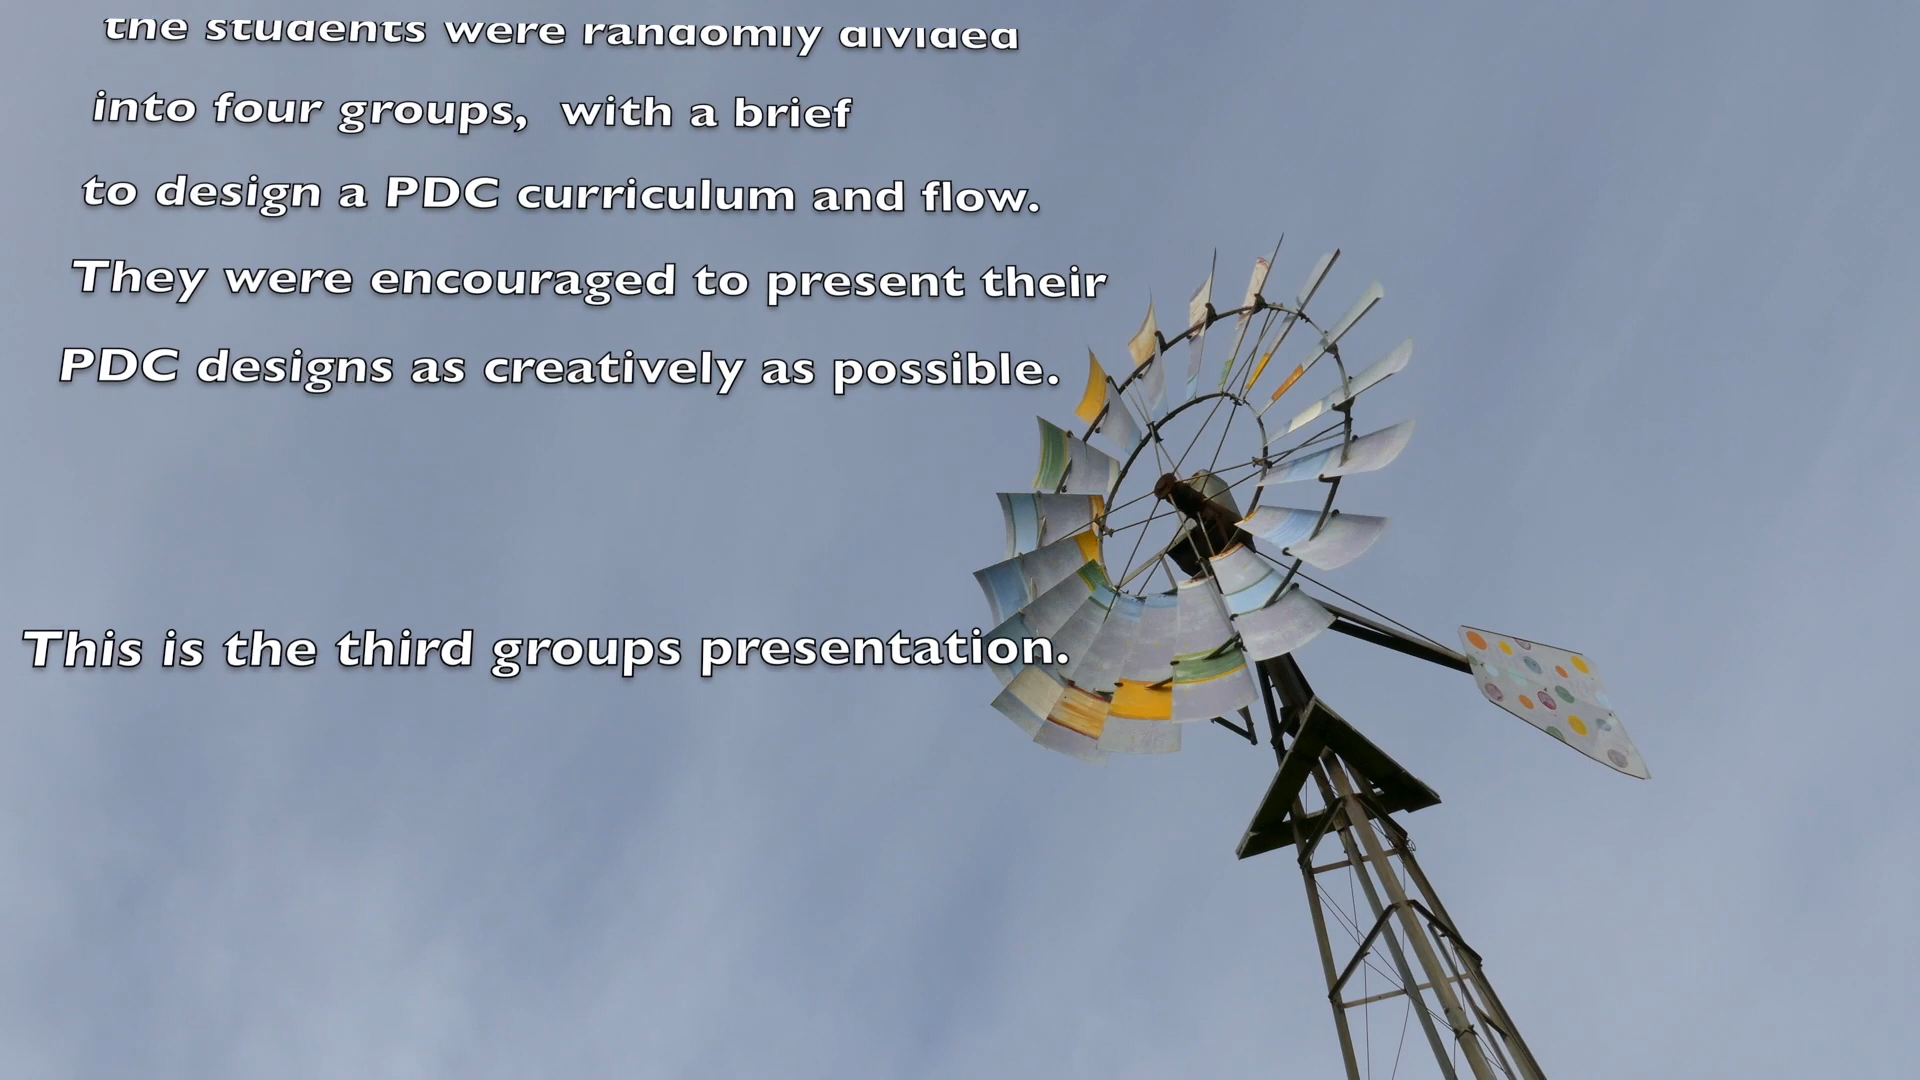 the students were randomly divided
into four groups,  with a brief
to design a PDC curriculum and flow.
They were encouraged to present their
PDC designs as creatively as possible.
This is the third groups presentation.